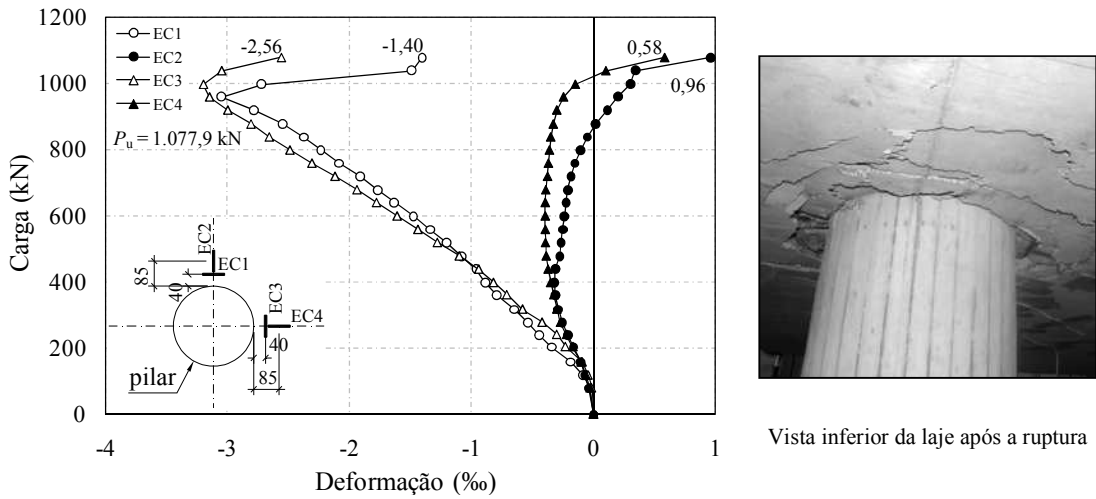 1200
1000
800
600
400
200
0
Carga (kN)
EC1
EC2
EC3
EC4
-2,56
-1,40
0,58
0,96
Pu = 1.077,9 kN
EC2
EC1
85
40
EC3
EC4
40
85
pilar
-4
-3
-2
-1
0
1
Deformação (‰)
Vista inferior da laje após a ruptura